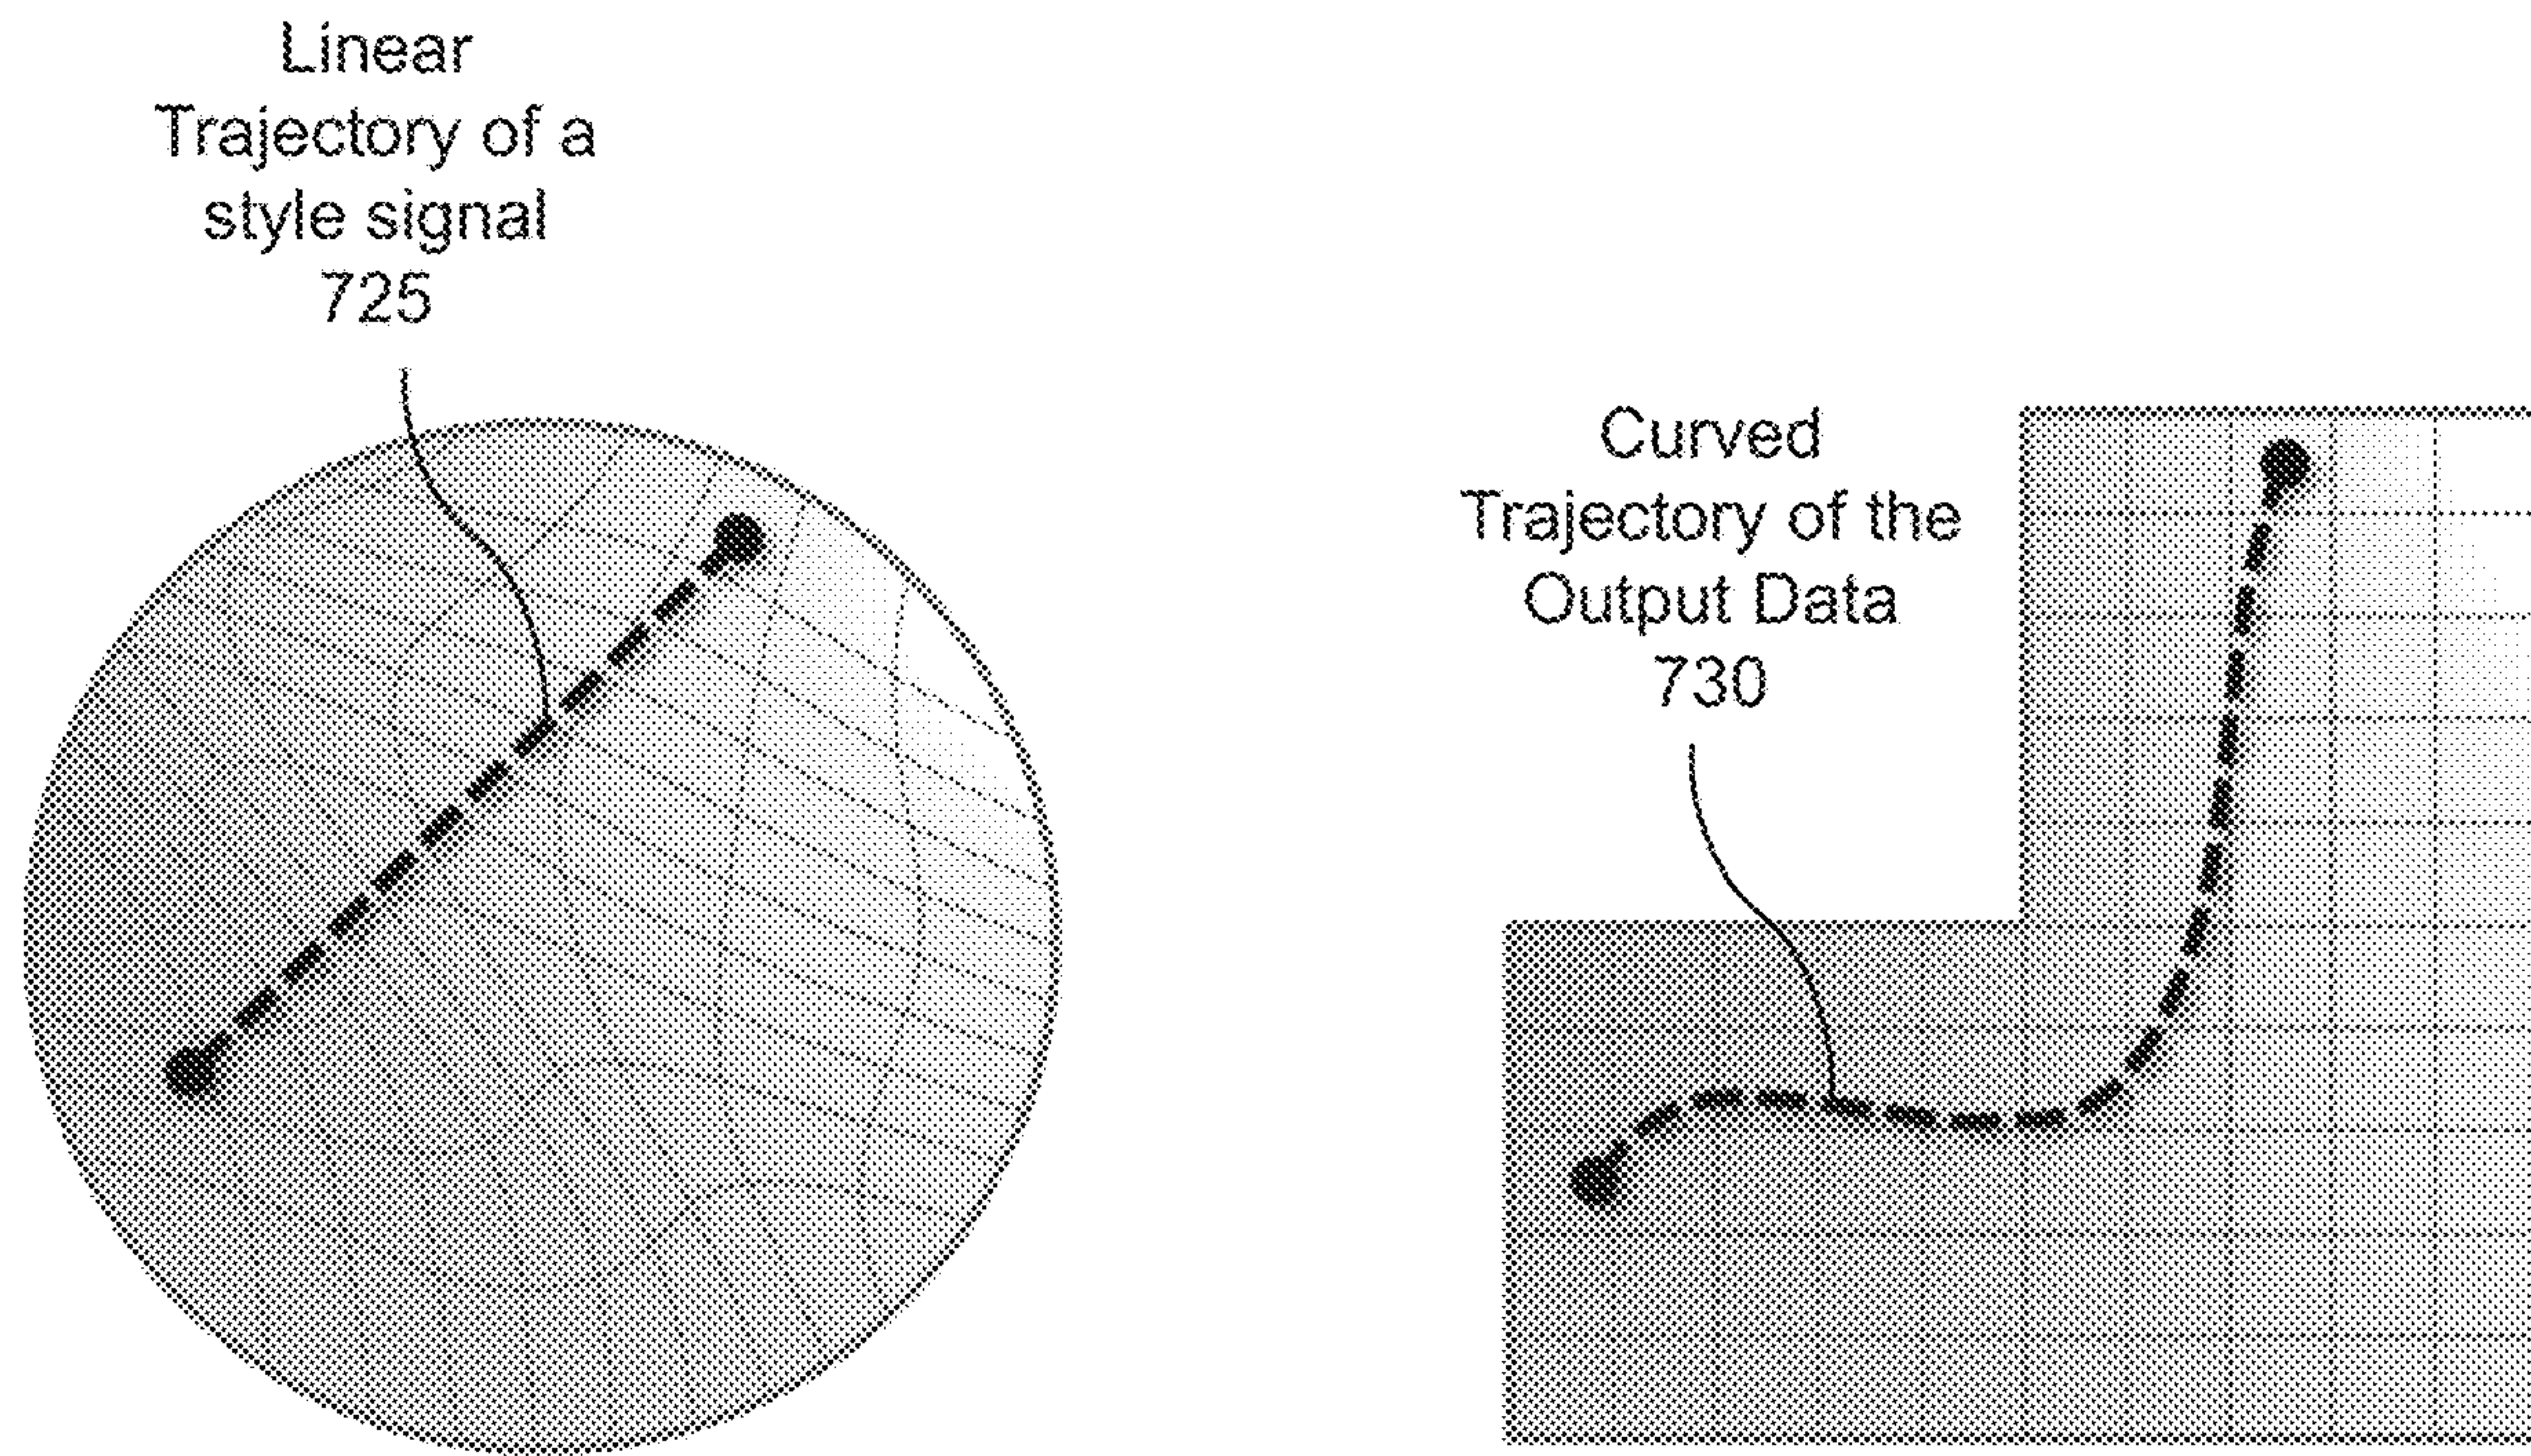 Linear
Trajectory of a
style signal
725
Curved
Trajectory of the
Output Data
730